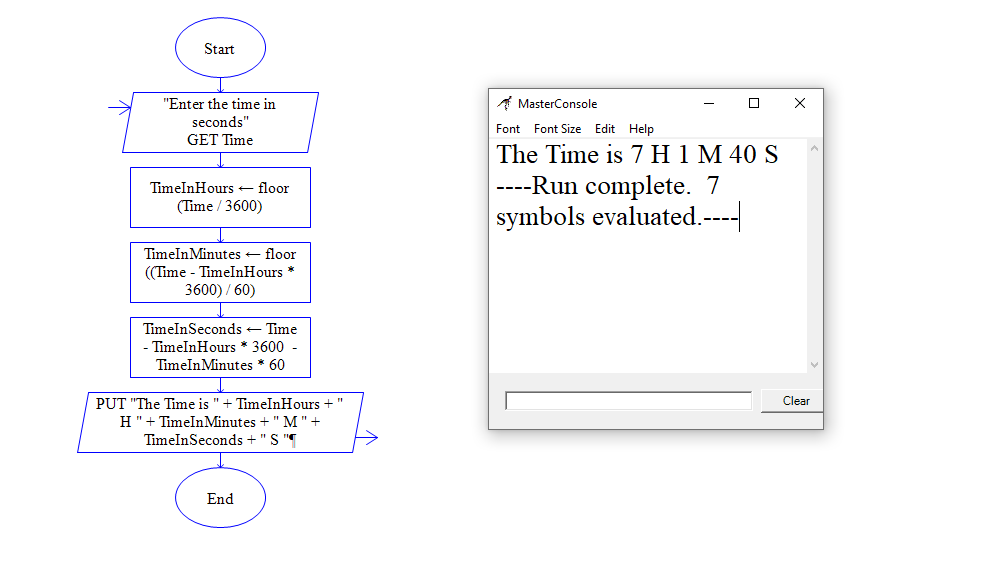 Start
"Enter the time in
seconds"
GET Time
TimeInHours ← floor
(Time / 3600)
TimeInMinutes ← floor
((Time - TimeInHours *
3600) / 60)
TimeInSeconds ← Time
- TimeInHours * 3600 -
TimeInMinutes * 60
PUT "The Time is " + TimeInHours + "
H " + TimeInMinutes + " M " +
TimeInSeconds + " S "¶
End
MasterConsole
Font Font Size Edit Help
The Time is 7 H 1 M 40 S
----Run complete. 7
symbols evaluated.----
Clear